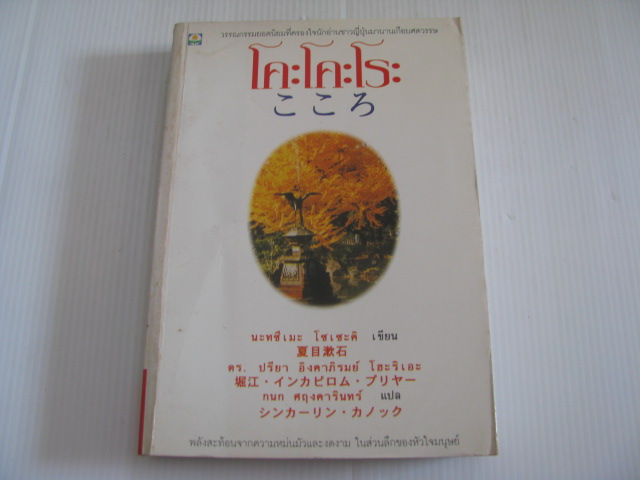 วรรณกรรมยอดนิยมที่ครองใจนักอ่านชาวญี่ปุ่นมานานเกือบศตวรรษ
โคะโคะโระ
こころ
นะทซึเมะ โซเซะคิ เขียน
夏目漱石
ดร. ปรียา อิงคาภิรมย์ โฮะริเอะ
堀江・インカピロム・プリヤー
กนก ศฤงคารินทร์ แปล
シンカーリン・カノック
พลังสะท้อนจากความหม่นมัวและงดงาม ในส่วนลึกของหัวใจมนุษย์